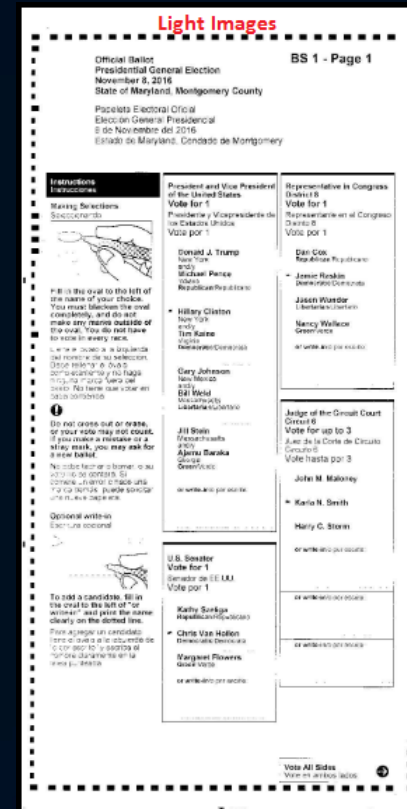 Light Images
Official Ballot
Presidential General Election
November 8, 2016
State of Maryland, Montgomery County
BS 1 - Page 1
Papeleta Electoral Oficial
Elección General Presidencial
8 de Noviembre del 2016
Estado de Maryland, Condado de Montgomery
Instructions
Instrucciones
Making Selections
Seleccionando
Fill in the oval to the left of
the name of your choice.
You must blacken the oval
completely, and do not
make any marks outside of
the oval. You do not have
to vote in every race.
Do not cross out or erase,
or your vote may not count.
If you make a mistake or a
stray mark, you may ask for
a new ballot.
Optional write-in
To add a candidate, fill in
the oval to the left of "or
write-in" and print the name
clearly on the dotted line.
President and Vice President
of the United States
Vote for 1
Presidente y Vicepresidente de
los Estados Unidos
Vote por 1
Donald J. Trump
New York
and/y
Michael Pence
Indiana
Republican/Republicano
Hillary Clinton
New York
and/y
Tim Kaine
Virginia
Democratic/Demócrata
Gary Johnson
New Mexico
and/y
Bill Weld
Massachusetts
Libertarian/Libertario
Jill Stein
Massachusetts
and/y
Ajamu Baraka
Georgia
Green/Verde
or write-in/o por escrito
U.S. Senator
Vote for 1
Senador de EE.UU.
Vote por 1
Kathy Szeliga
Republican/Republicano
Chris Van Hollen
Democratic/Demócrata
Margaret Flowers
Green/Verde
or write-in/o por escrito
Representative in Congress
District 8
Vote for 1
Representante en el Congreso
Distrito 8
Vote por 1
Dan Cox
Republican/Republicano
Jamie Raskin
Democratic/Demócrata
Jasen Wunder
Libertarian/Libertario
Nancy Wallace
Green/Verde
or write-in/o por escrito
Judge of the Circuit Court
Circuit 6
Vote for up to 3
Juez de la Corte de Circuito
Circuito 6
Vote hasta por 3
John M. Maloney
Karla N. Smith
Harry C. Storm
or write-in/o por escrito
or write-in/o por escrito
or write-in/o por escrito
Vote All Sides
Vote en ambos lados